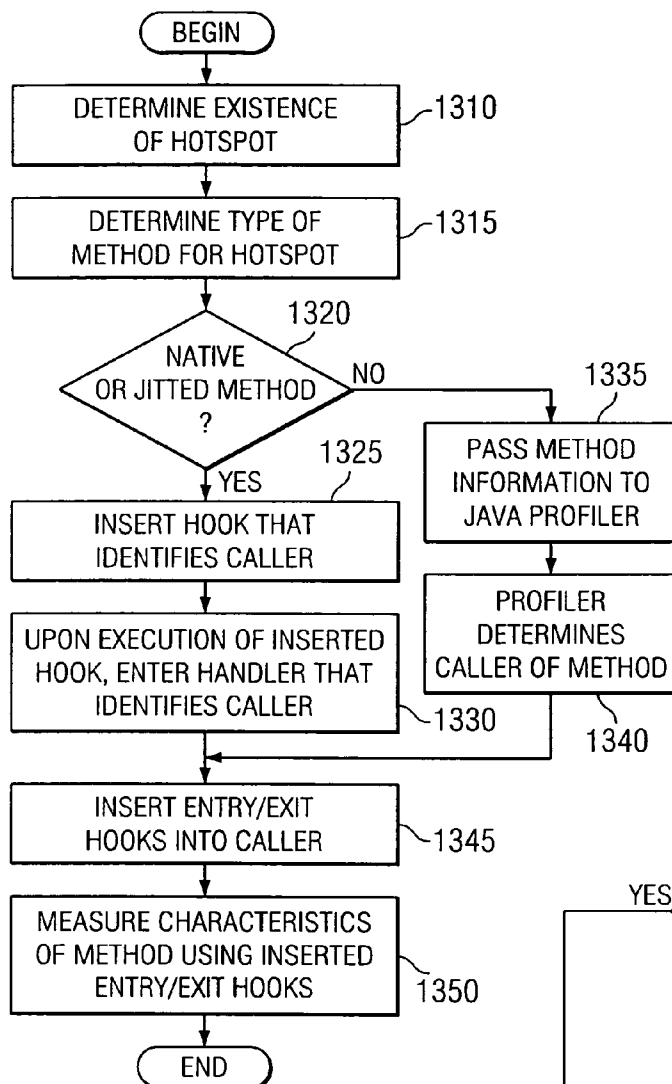 BEGIN
DETERMINE EXISTENCE
OF HOTSPOT
1310
DETERMINE TYPE OF
METHOD FOR HOTSPOT
1315
1320
NATIVE
OR JITTED METHOD
?
NO
YES
1325
INSERT HOOK THAT
IDENTIFIES CALLER
UPON EXECUTION OF INSERTED
HOOK, ENTER HANDLER THAT
IDENTIFIES CALLER
1330
1335
PASS METHOD
INFORMATION TO
JAVA PROFILER
PROFILER
DETERMINES
CALLER OF METHOD
1340
INSERT ENTRY/EXIT
HOOKS INTO CALLER
1345
MEASURE CHARACTERISTICS
OF METHOD USING INSERTED
ENTRY/EXIT HOOKS
1350
END
YES